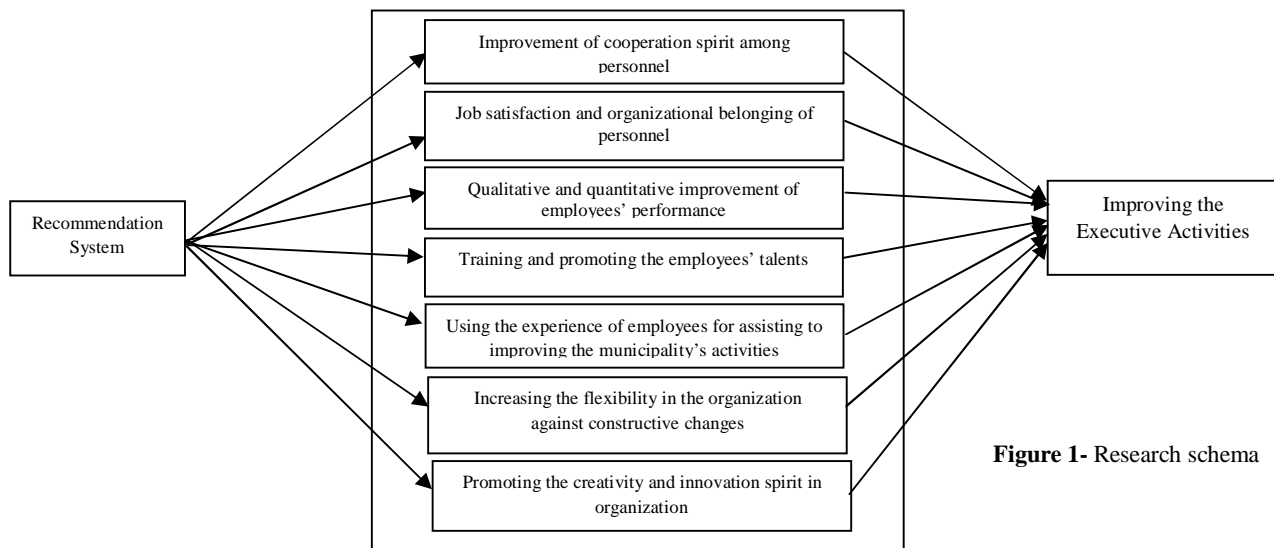 Improvement of cooperation spirit among
personnel
Job satisfaction and organizational belonging of
personnel
Qualitative and quantitative improvement of
employees’ performance
Recommendation
System
Improving the
Executive Activities
Training and promoting the employees’ talents
Using the experience of employees for assisting to
improving the municipality’s activities
Increasing the flexibility in the organization
against constructive changes
Figure 1- Research schema
Promoting the creativity and innovation spirit in
organization